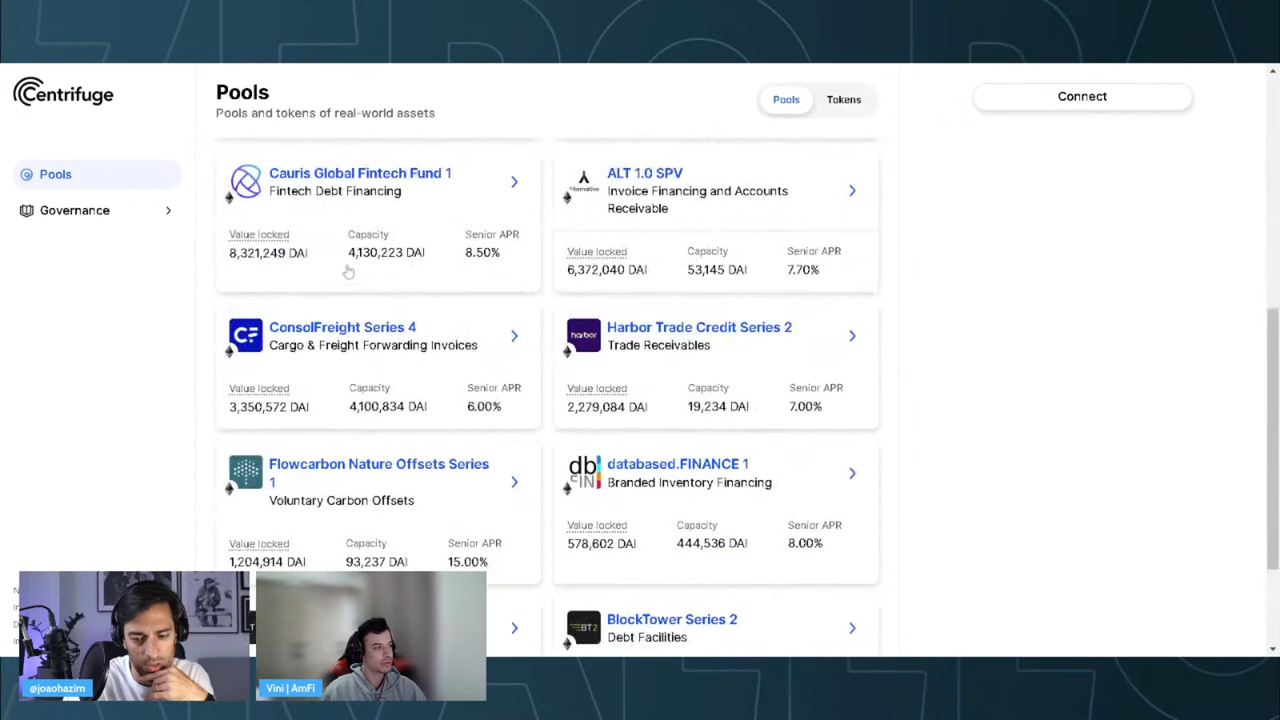 Centrifuge
Pools
Governance
Pools
Pools and tokens of real-world assets
Pools
Tokens
Connect
Cauris Global Fintech Fund 1
Fintech Debt Financing
Value locked
Capacity
Senior APR
8,321,249 DAI
4,130,223 DAI
8.50%
ALT 1.0 SPV
Invoice Financing and Accounts
Receivable
Value locked
Capacity
Senior APR
6,372,040 DAI
53,145 DAI
7.70%
CF
ConsolFreight Series 4
Cargo & Freight Forwarding Invoices
Value locked
Capacity
Senior APR
3,350,572 DAI
4,100,834 DAI
6.00%
harbor
Harbor Trade Credit Series 2
Trade Receivables
Value locked
Capacity
Senior APR
2,279,084 DAI
19,234 DAI
7.00%
Flowcarbon Nature Offsets Series
1
Voluntary Carbon Offsets
Value locked
Capacity
Senior APR
1,204,914 DAI
93,237 DAI
15.00%
db
FIN
databased.FINANCE 1
Branded Inventory Financing
Value locked
Capacity
Senior APR
578,602 DAI
444,536 DAI
8.00%
BT2
BlockTower Series 2
Debt Facilities
@joaohazim
Vini | AmFi